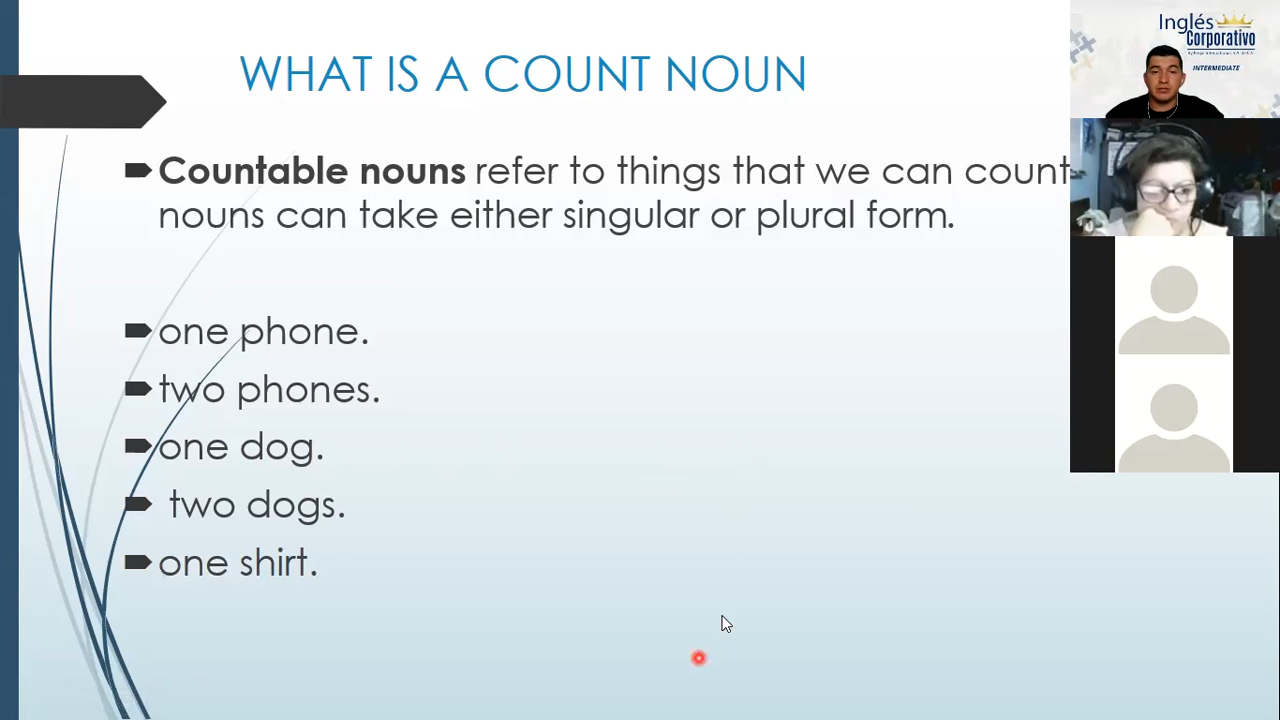 WHAT IS A COUNT NOUN
Countable nouns refer to things that we can count
nouns can take either singular or plural form.
one phone.
two phones.
one dog.
two dogs.
one shirt.
Inglés
Corporativo
INTERMEDIATE